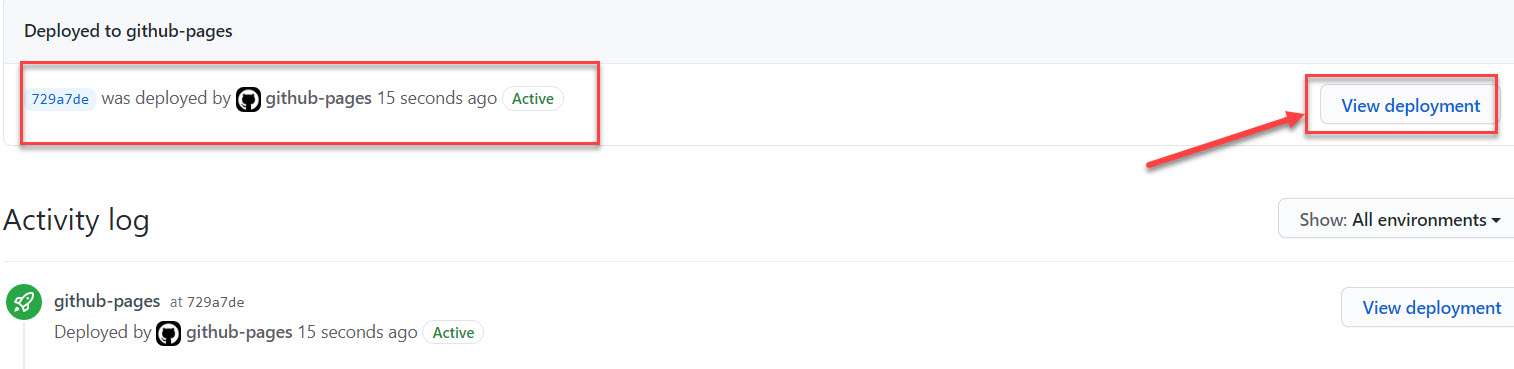 Deployed to github-pages
729a7de was deployed by github-pages 15 seconds ago Active
View deployment
Activity log
Show: All environments
github-pages at 729a7de
View deployment
Deployed by github-pages 15 seconds ago Active